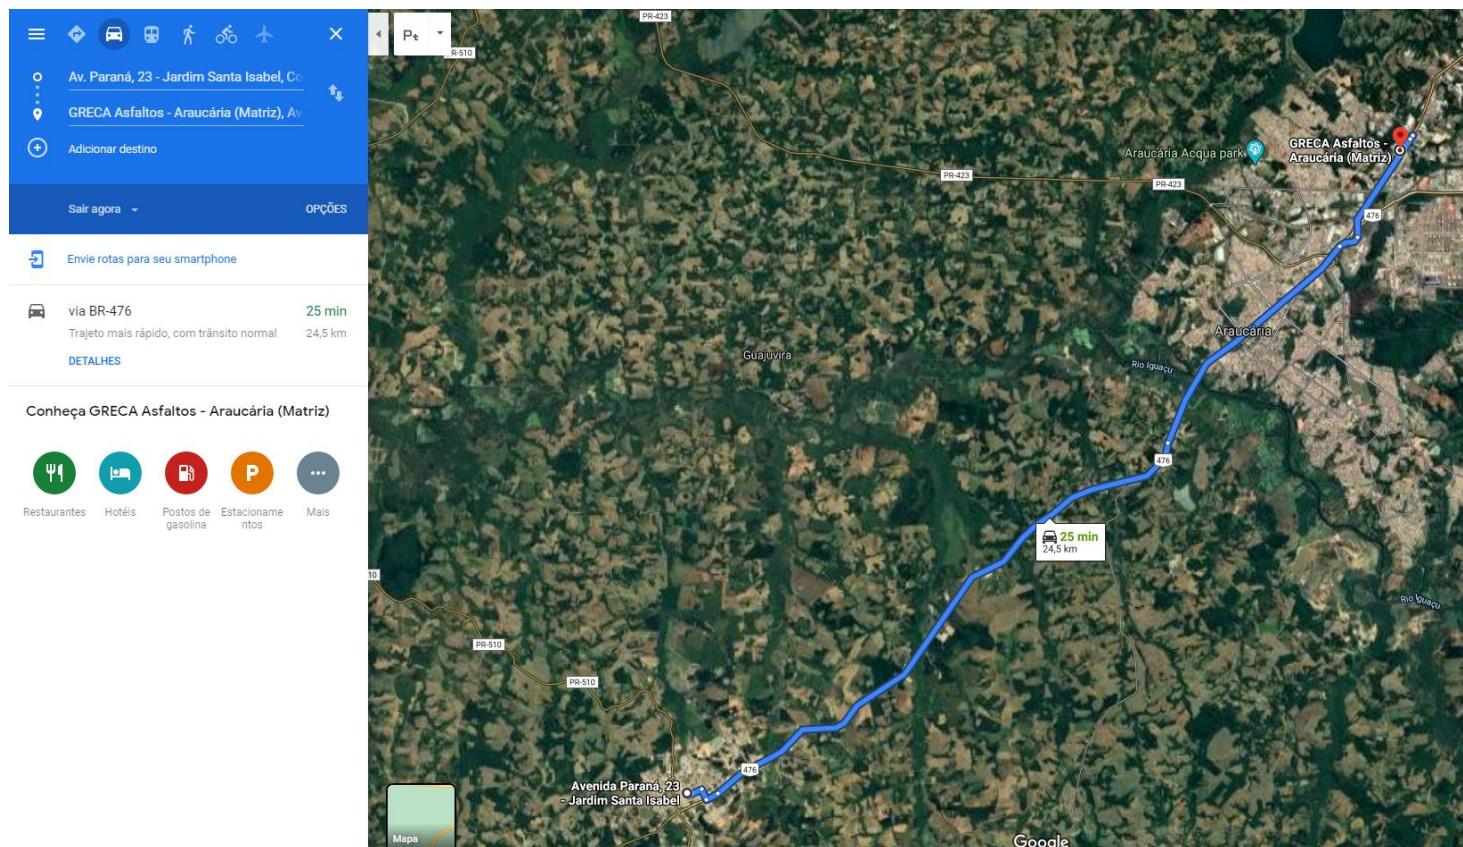 Av. Paraná, 23 - Jardim Santa Isabel, Co
GRECA Asfaltos - Araucária (Matriz), Av
Adicionar destino
Sair agora
OPÇÕES
Envie rotas para seu smartphone
via BR-476
25 min
Trajeto mais rápido, com trânsito normal
24,5 km
DETALHES
Conheça GRECA Asfaltos - Araucária (Matriz)
Restaurantes
Hotéis
Postos de
gasolina
Estacioname
ntos
Mais
P
PR-423
R-510
Araucária Acqua park
GRECA Asfaltos -
Araucária (Matriz)
PR-423
PR-423
476
Araucária
Guajuvira
Rio Iguaçu
476
25 min
24,5 km
10
Rio Iguaçu
PR-510
PR-510
476
Avenida Paraná, 23
- Jardim Santa Isabel
Mapa
Google